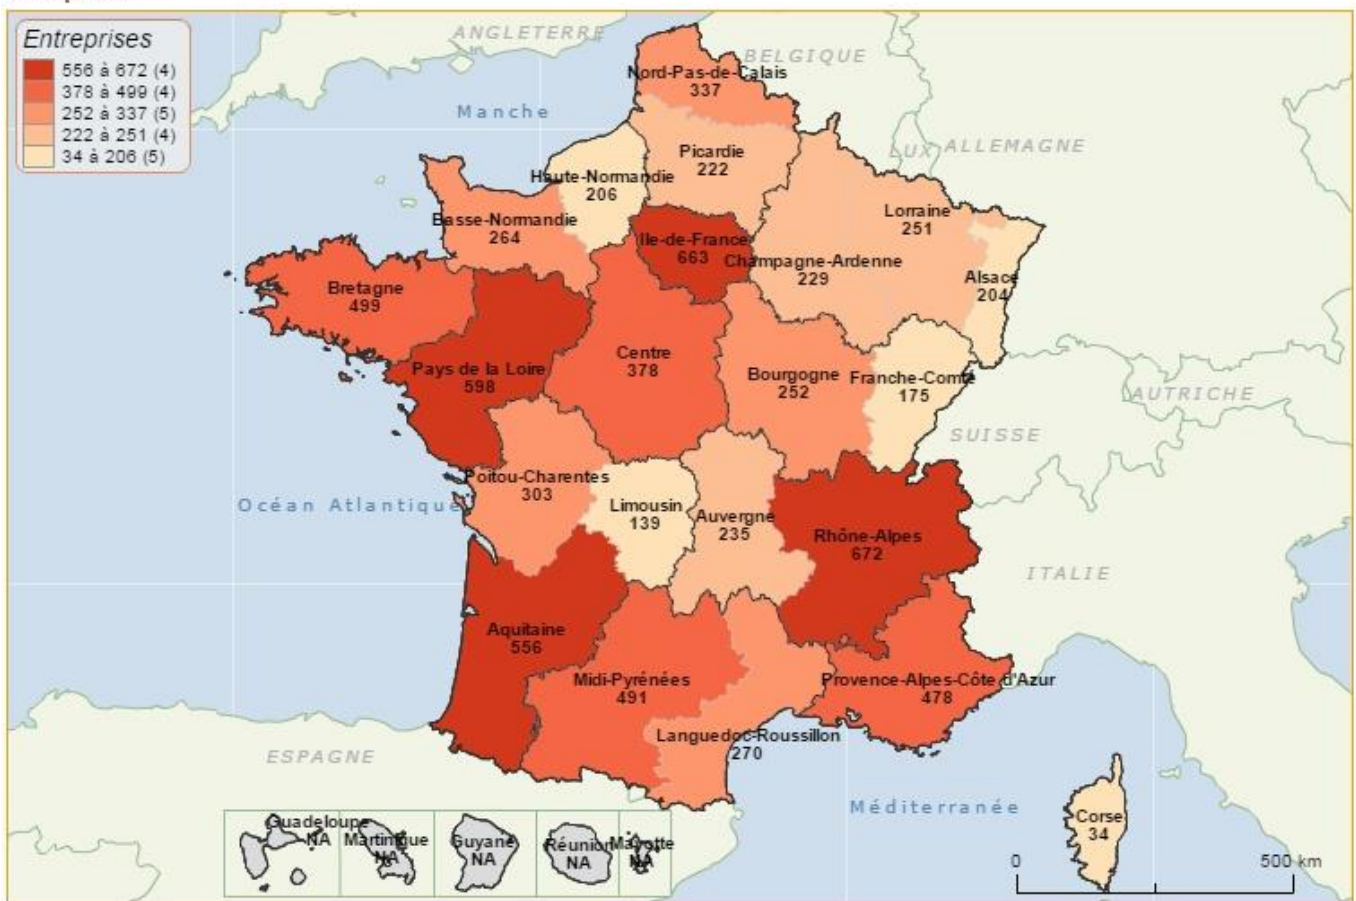 Entreprises
556 à 672 (4)
378 à 499 (4)
252 à 337 (5)
222 à 251 (4)
34 à 206 (5)
ANGLETERRE
BELGIQUE
Nord-Pas-de-Calais
337
Manche
LUX
ALLEMAGNE
Picardie
222
Haute-Normandie
206
Basse-Normandie
264
Lorraine
251
Ile-de-France
663
Champagne-Ardenne
229
Alsace
204
Bretagne
499
Centre
378
Pays de la Loire
598
Bourgogne
252
Franche-Comté
175
AUTRICHE
SUISSE
Poitou-Charentes
303
Océan Atlantique
Limousin
139
Auvergne
235
Rhône-Alpes
672
ITALIE
Aquitaine
556
Midi-Pyrénées
491
Provence-Alpes-Côte d'Azur
478
Languedoc-Roussillon
270
ESPAGNE
Méditerranée
Corse
34
Guadeloupe
NA
Martinique
NA
Guyane
NA
Réunion
NA
Mayotte
NA
0
500 km